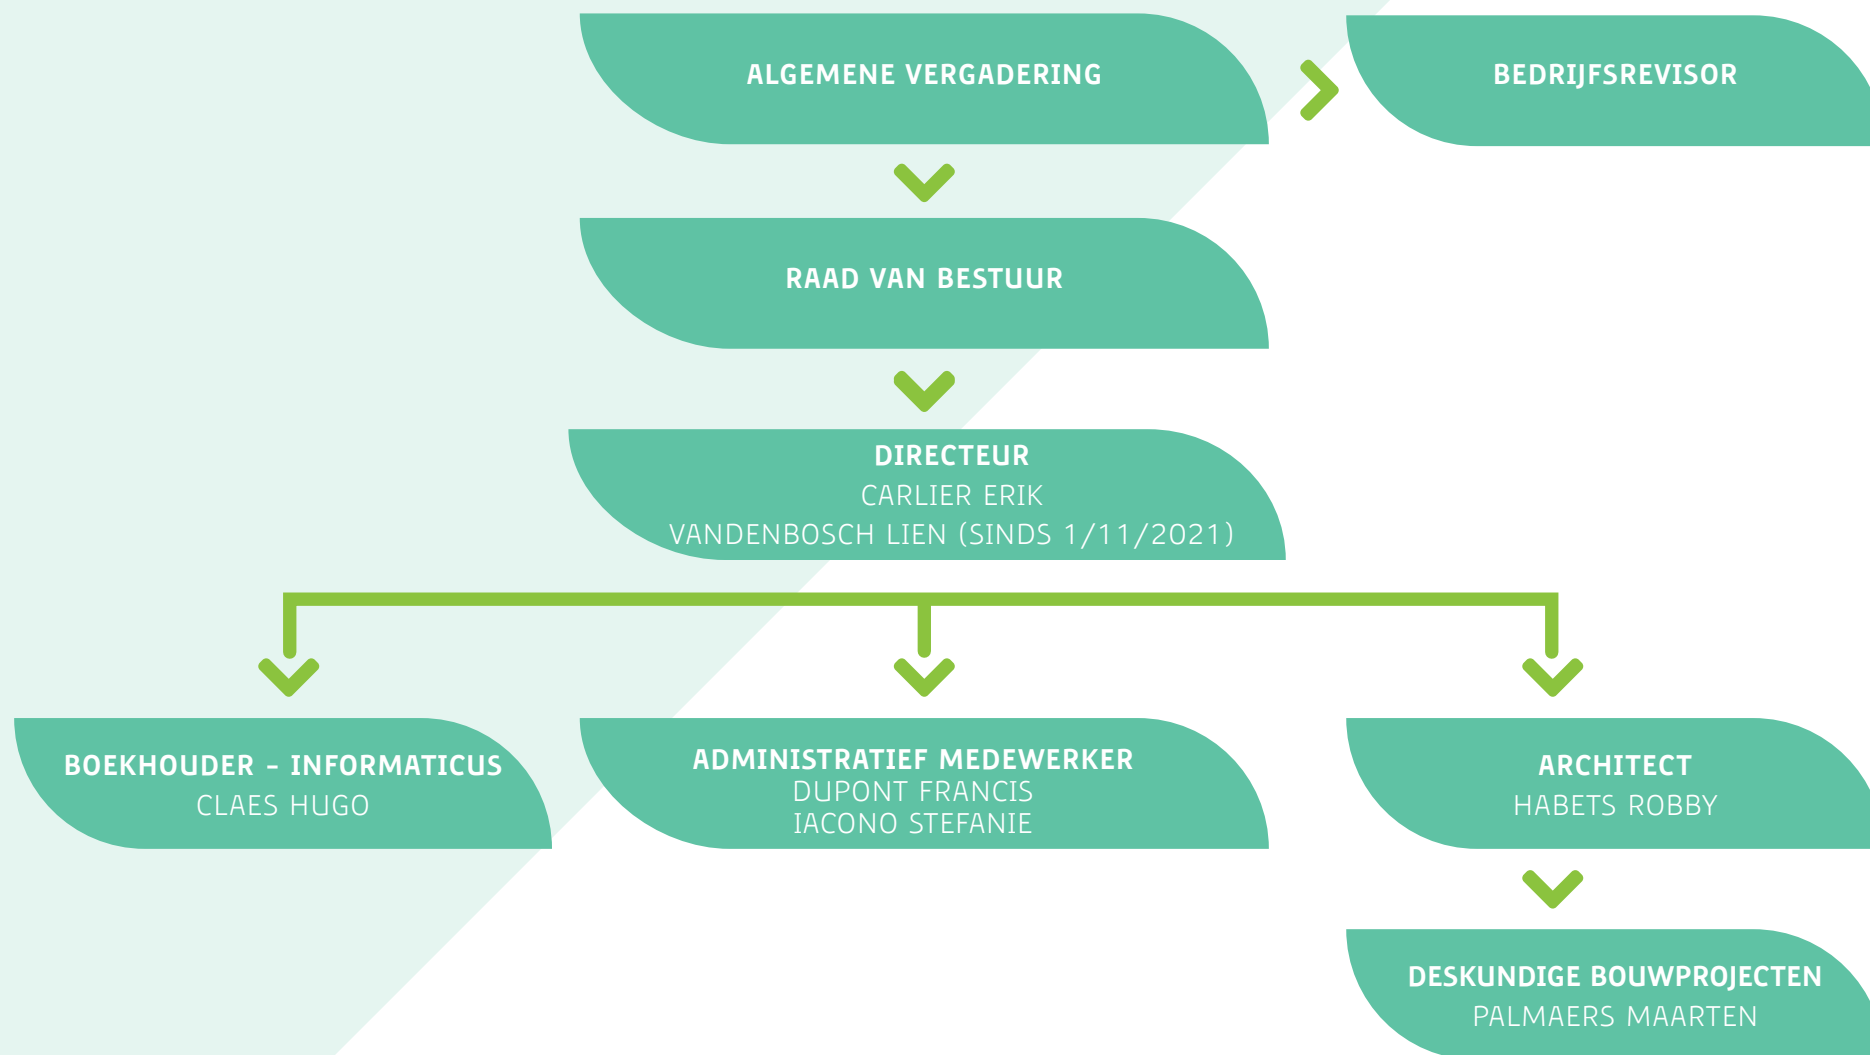 ALGEMENE VERGADERING
BEDRIJFSREVISOR
RAAD VAN BESTUUR
DIRECTEUR
CARLIER ERIK
VANDENBOSCH LIEN (SINDS 1/11/2021)
BOEKHOUDER - INFORMATICUS
CLAES HUGO
ADMINISTRATIEF MEDEWERKER
DUPONT FRANCIS
IACONO STEFANIE
ARCHITECT
HABETS ROBBY
DESKUNDIGE BOUWPROJECTEN
PALMAERS MAARTEN